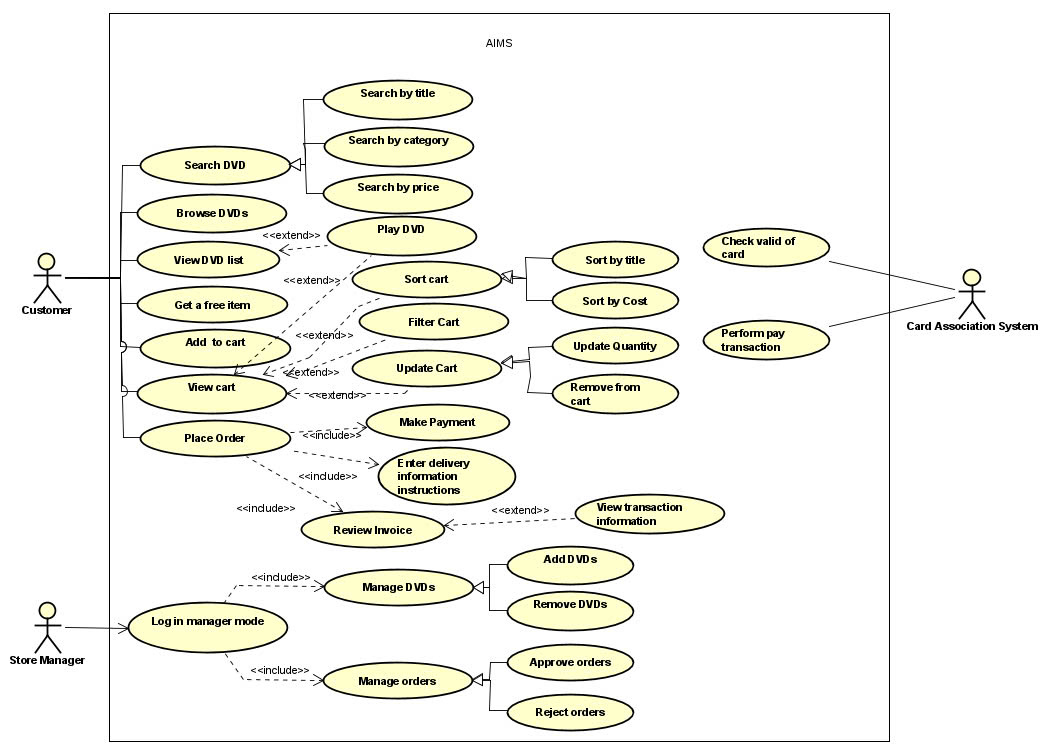 AIMS
Search by title
Search by category
Search DVD
Search by price
Browse DVDs
Play DVD
<<extend>>
View DVD list
Check valid of
card
Sort by title
<<extend>>
Sort cart
Customer
Get a free item
Sort by Cost
Card Association System
Filter Cart
<<extend>>
Add to cart
Update Quantity
Perform pay
transaction
Update Cart
<<extend>>
View cart
Remove from
cart
<<extend>>
Make Payment
Place Order
<<include>>
Enter delivery
information
instructions
<<include>>
<<include>>
<<extend>>
View transaction
information
Review Invoice
Add DVDs
<<include>>
Manage DVDs
Remove DVDs
Log in manager mode
Store Manager
Approve orders
<<include>>
Manage orders
Reject orders